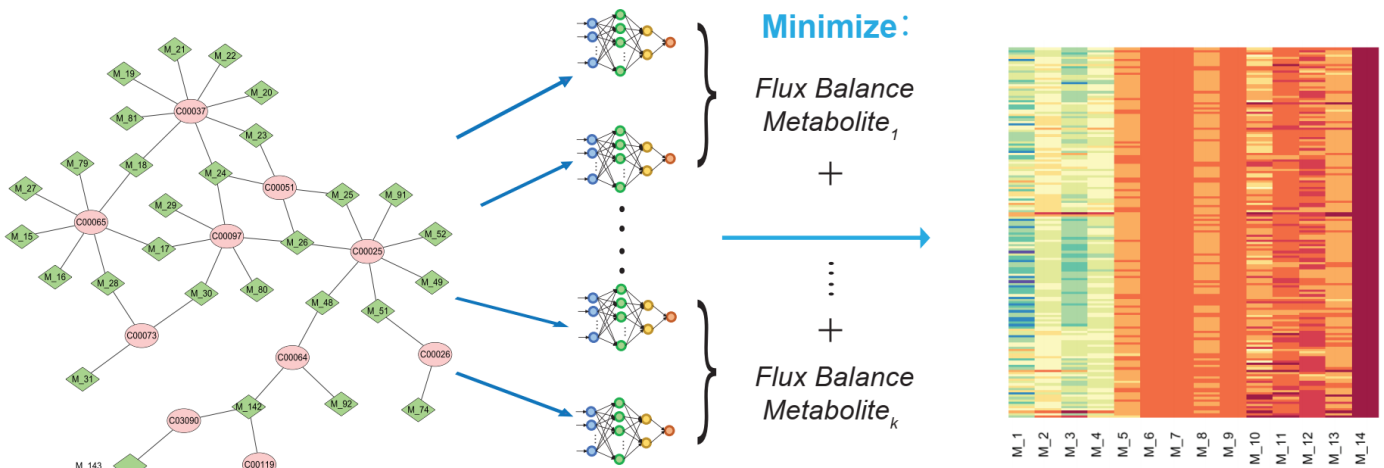 M_21
M_22
M_19
M_20
C00037
M_81
M_23
M_79
M_18
M_24
C00051
M_27
M_25
M_91
M_29
C00065
C00097
M_15
M_17
M_26
C00025
M_52
M_16
M_28
M_30
M_80
M_49
M_48
M_51
C00073
C00064
C00026
M_31
M_142
M_92
M_74
C03090
M_143
C00119
Minimize:
Flux Balance
Metabolite1
+
+
Flux Balance
Metabolitek
M_1
M_2
M_3
M_4
M_5
M_6
M_7
M_8
M_9
M_10
M_11
M_12
M_13
M_14